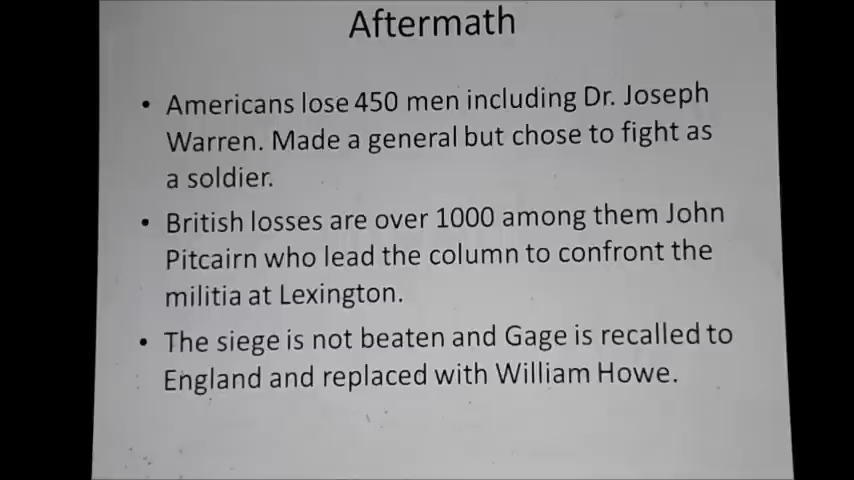 Aftermath
• Americans lose 450 men including Dr. Joseph
Warren. Made a general but chose to fight as
a soldier.
• British losses are over 1000 among them John
Pitcairn who lead the column to confront the
militia at Lexington.
• The siege is not beaten and Gage is recalled to
England and replaced with William Howe.